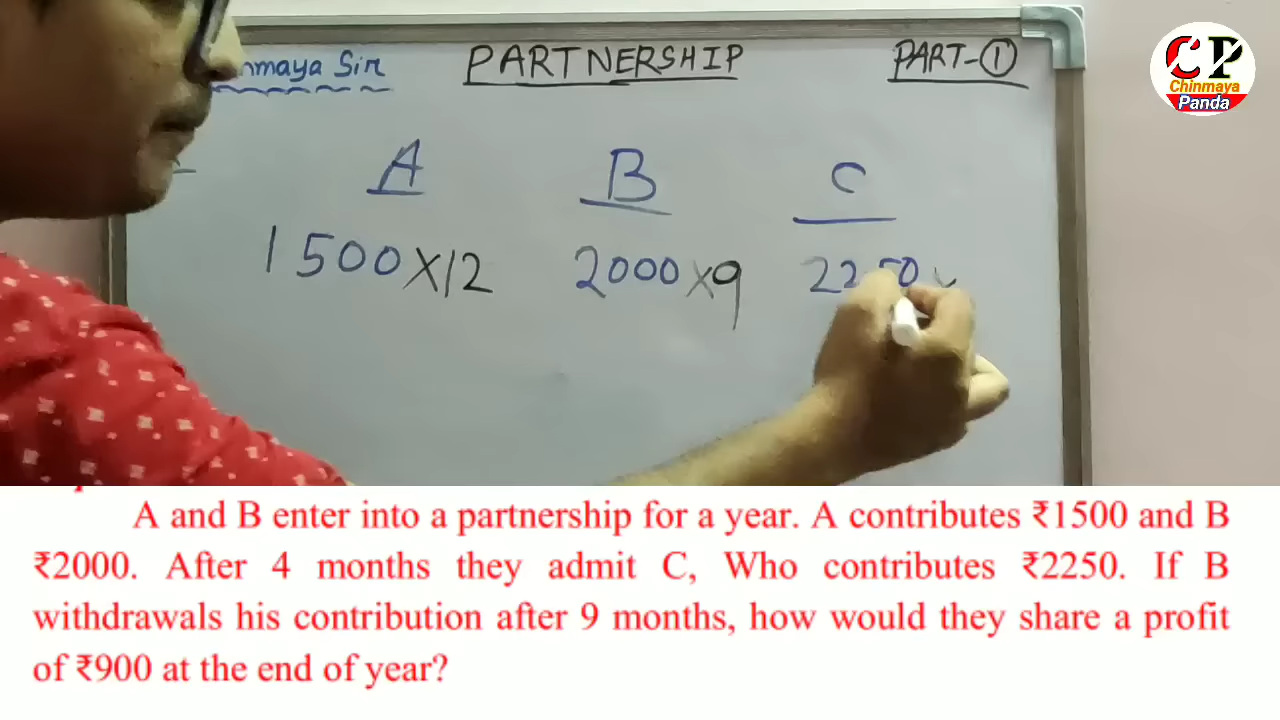 nmaya Sir
PARTNERSHIP
PART-①
CP
Chinmaya
Panda
A
B
C
1500×12
2000×9
2250
A and B enter into a partnership for a year. A contributes ₹1500 and B
₹2000. After 4 months they admit C, Who contributes ₹2250. If B
withdrawals his contribution after 9 months, how would they share a profit
of ₹900 at the end of year?